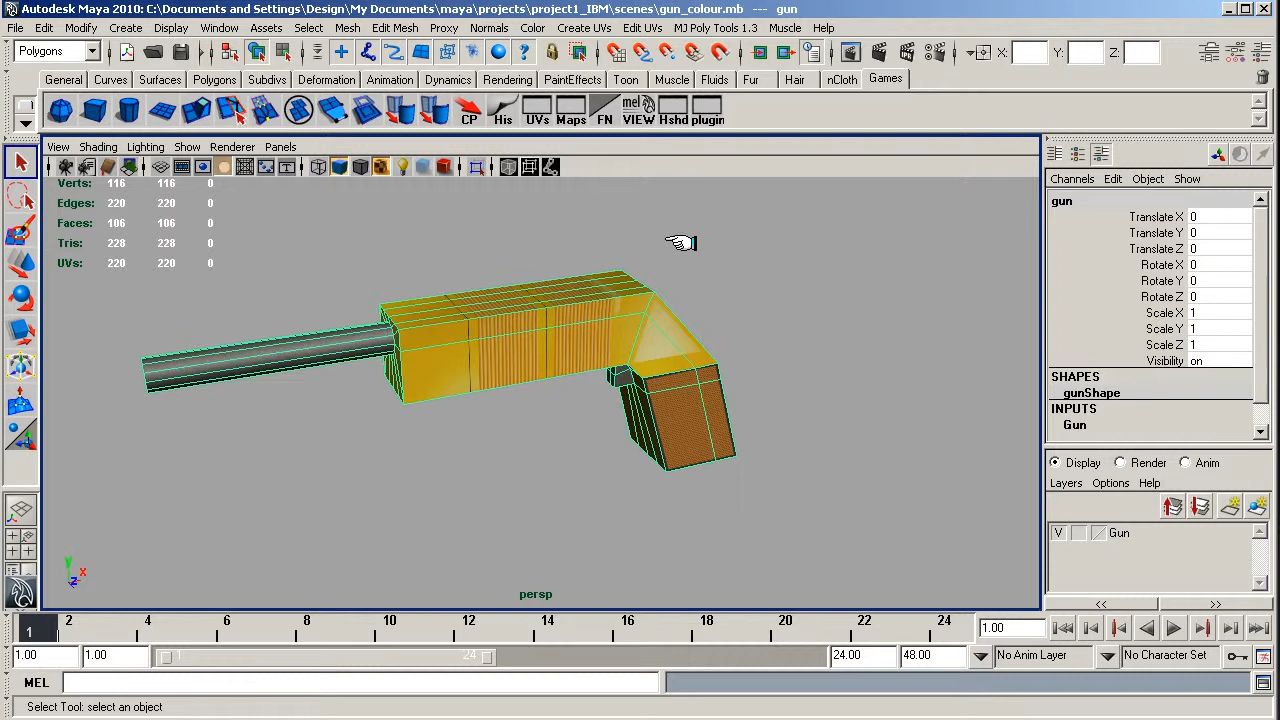 Autodesk Maya 2010: C:\Documents and Settings\Design\My Documents\maya\projects\project1_IBM\scenes\gun_colour.mb --- gun
File Edit Modify Create Display Window Assets Select Mesh Edit Mesh Proxy Normals Color Create UVs Edit UVs MJ Poly Tools 1.3 Muscle Help
Polygons X: Y: Z:
General Curves Surfaces Polygons Subdivs Deformation Animation Dynamics Rendering PaintEffects Toon Muscle Fluids Fur Hair nCloth Games
CP His UVs Maps FN mel VIEW Hshd plugin
View Shading Lighting Show Renderer Panels
Verts: 116 116 0
Edges: 220 220 0
Faces: 106 106 0
Tris: 228 228 0
UVs: 220 220 0
y
x
z
persp
Channels Edit Object Show
gun
Translate X 0
Translate Y 0
Translate Z 0
Rotate X 0
Rotate Y 0
Rotate Z 0
Scale X 1
Scale Y 1
Scale Z 1
Visibility on
SHAPES
gunShape
INPUTS
Gun
Display Render Anim
Layers Options Help
V Gun
<< >>
1 2 4 6 8 10 12 14 16 18 20 22 24 1.00
1.00 1.00 1 24 24.00 48.00 No Anim Layer No Character Set
MEL
Select Tool: select an object